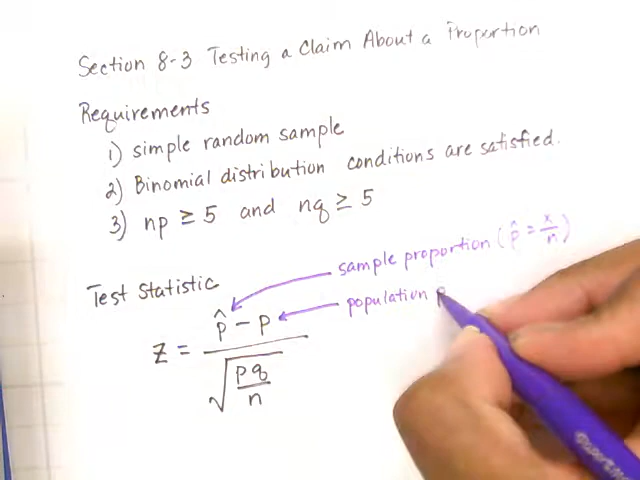 Section 8-3 Testing a Claim About a Proportion
Requirements
1) simple random sample
2) Binomial distribution conditions are satisfied.
3) np ≥ 5 and nq ≥ 5
sample proportion (p̂ = x/n)
Test Statistic
population p
z = (p̂ − p) / √(pq/n)